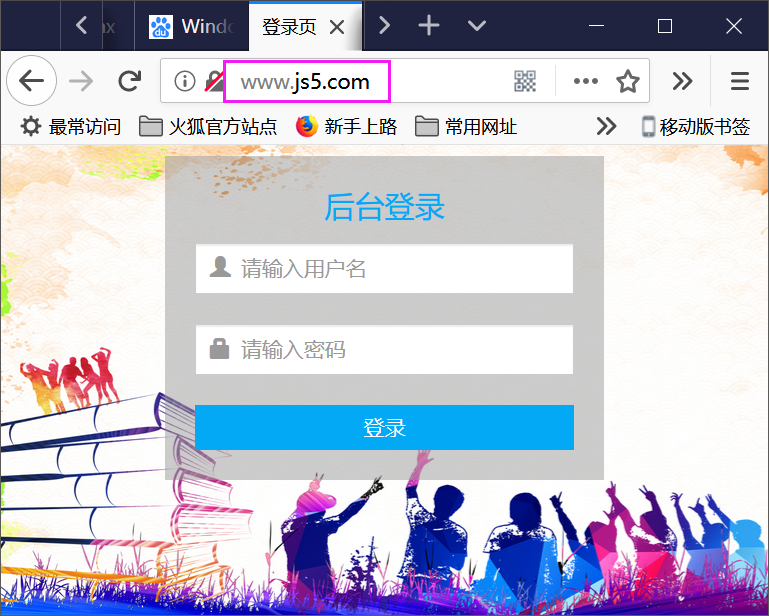 Windo
登录页
www.js5.com
最常访问 火狐官方站点 新手上路 常用网址 移动版书签
后台登录
请输入用户名
请输入密码
登录